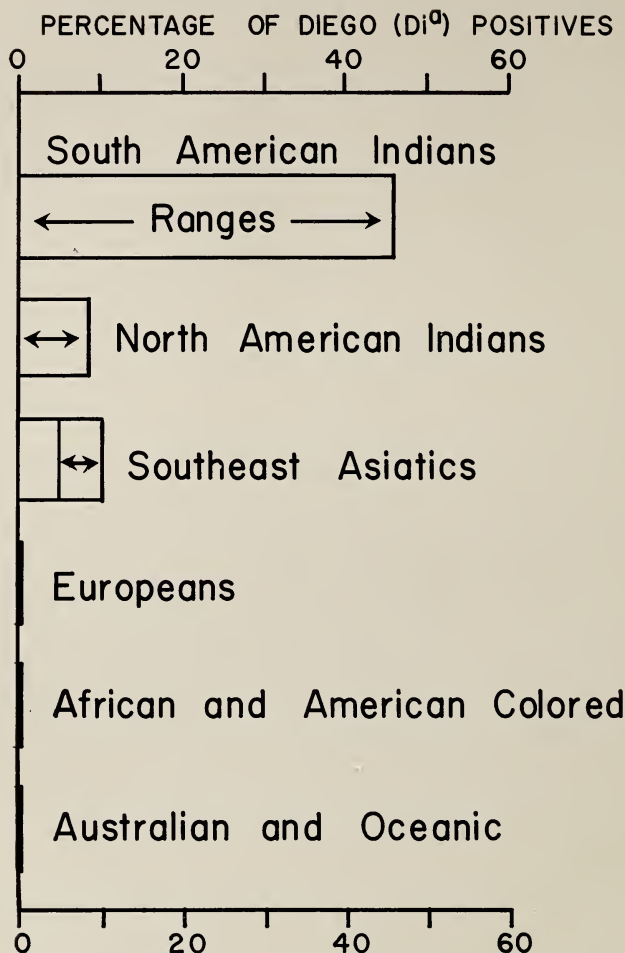 PERCENTAGE OF DIEGO (Diª) POSITIVES
0 20 40 60
South American Indians
Ranges
North American Indians
Southeast Asiatics
Europeans
African and American Colored
Australian and Oceanic
0 20 40 60